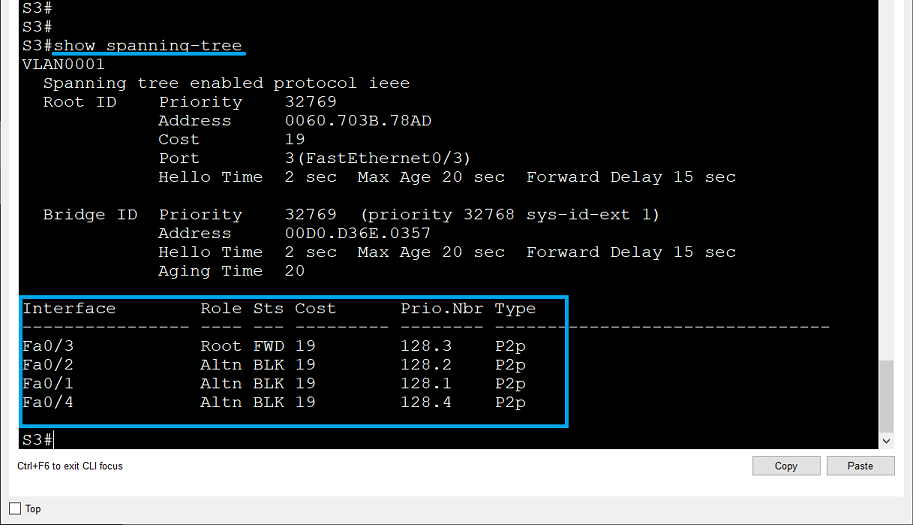 S3#
S3#
S3#show spanning-tree
VLAN0001
  Spanning tree enabled protocol ieee
  Root ID    Priority    32769
             Address     0060.703B.78AD
             Cost        19
             Port        3(FastEthernet0/3)
             Hello Time  2 sec  Max Age 20 sec  Forward Delay 15 sec
  Bridge ID  Priority    32769  (priority 32768 sys-id-ext 1)
             Address     00D0.D36E.0357
             Hello Time  2 sec  Max Age 20 sec  Forward Delay 15 sec
             Aging Time  20
Interface        Role Sts Cost      Prio.Nbr Type
---------------- ---- --- --------- -------- --------------------------------
Fa0/3            Root FWD 19        128.3    P2p
Fa0/2            Altn BLK 19        128.2    P2p
Fa0/1            Altn BLK 19        128.1    P2p
Fa0/4            Altn BLK 19        128.4    P2p
S3#
Ctrl+F6 to exit CLI focus
Copy
Paste
Top